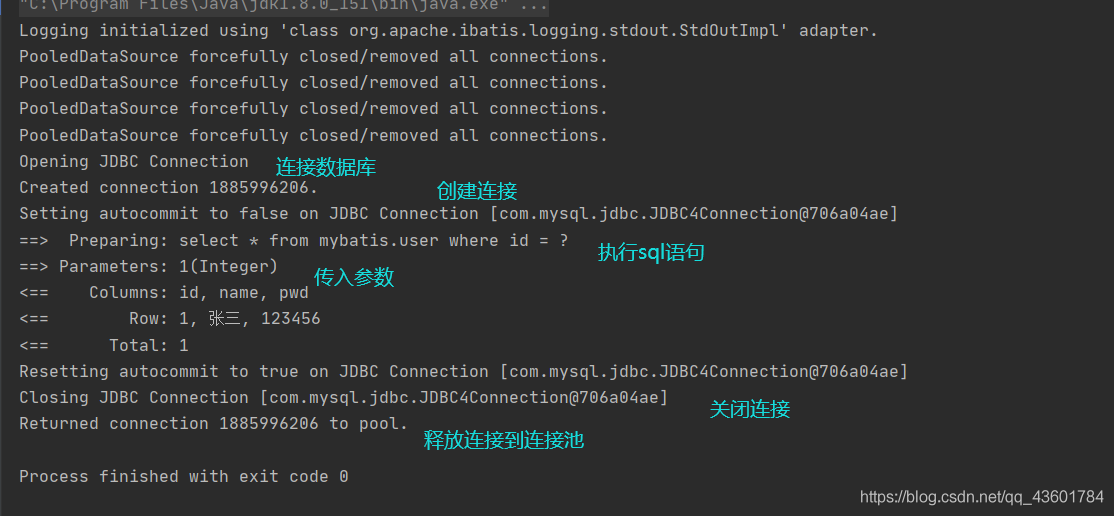 "C:\Program Files\Java\jdk1.8.0_151\bin\java.exe" ...
Logging initialized using 'class org.apache.ibatis.logging.stdout.StdOutImpl' adapter.
PooledDataSource forcefully closed/removed all connections.
PooledDataSource forcefully closed/removed all connections.
PooledDataSource forcefully closed/removed all connections.
PooledDataSource forcefully closed/removed all connections.
Opening JDBC Connection 连接数据库
Created connection 1885996206. 创建连接
Setting autocommit to false on JDBC Connection [com.mysql.jdbc.JDBC4Connection@706a04ae]
==>  Preparing: select * from mybatis.user where id = ? 执行sql语句
==> Parameters: 1(Integer) 传入参数
<==    Columns: id, name, pwd
<==        Row: 1, 张三, 123456
<==      Total: 1
Resetting autocommit to true on JDBC Connection [com.mysql.jdbc.JDBC4Connection@706a04ae]
Closing JDBC Connection [com.mysql.jdbc.JDBC4Connection@706a04ae] 关闭连接
Returned connection 1885996206 to pool. 释放连接到连接池
Process finished with exit code 0
https://blog.csdn.net/qq_43601784